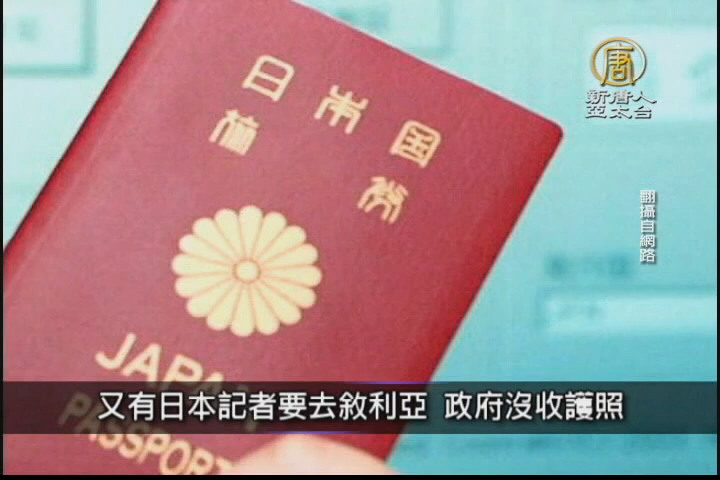 日本国
旅券
JAPAN
PASSPORT
唐
新唐人
亞太台
翻攝自網路
又有日本記者要去敘利亞 政府沒收護照